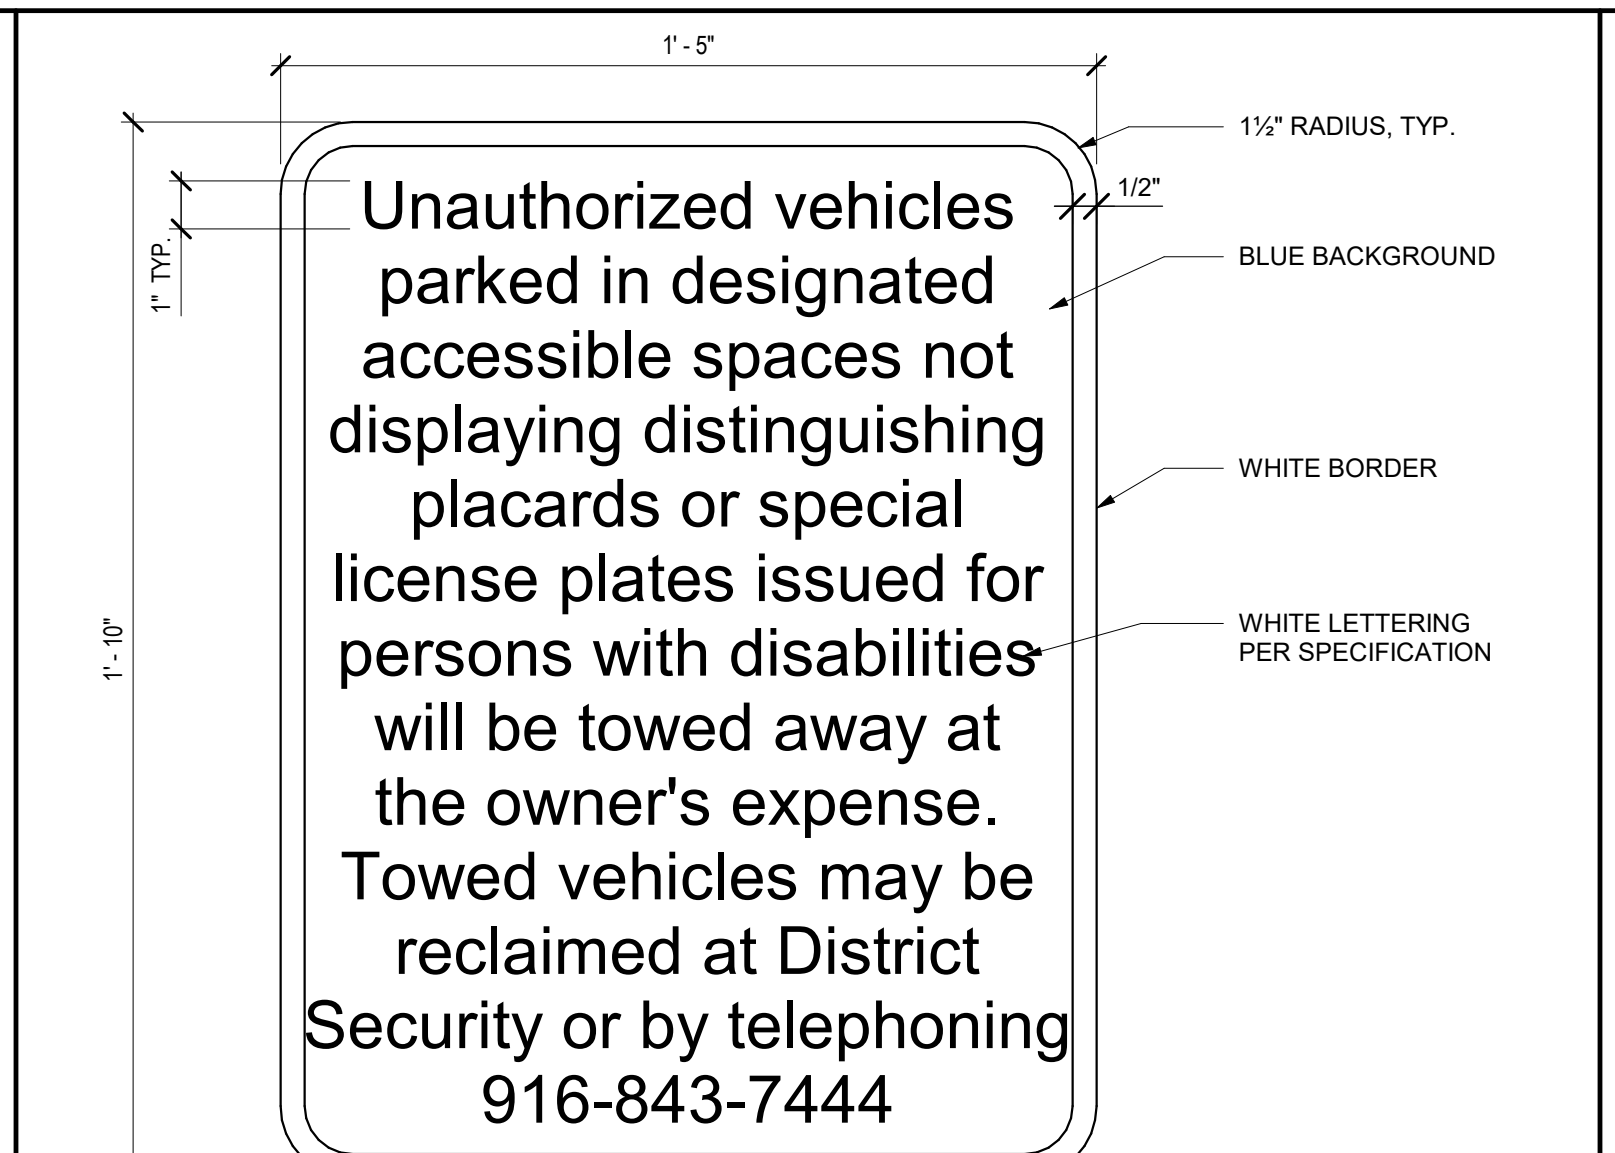 1' - 5"
1½" RADIUS, TYP.
1/2"
1" TYP.
BLUE BACKGROUND
WHITE BORDER
WHITE LETTERING
PER SPECIFICATION
1' - 10"
Unauthorized vehicles
parked in designated
accessible spaces not
displaying distinguishing
placards or special
license plates issued for
persons with disabilities
will be towed away at
the owner's expense.
Towed vehicles may be
reclaimed at District
Security or by telephoning
916-843-7444